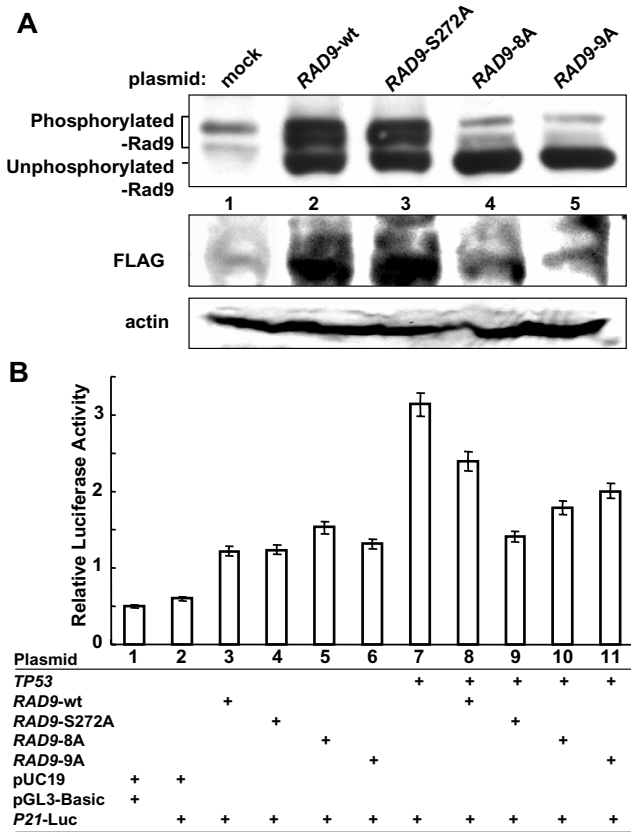 A
plasmid: mock RAD9-wt RAD9-S272A RAD9-8A RAD9-9A
Phosphorylated
-Rad9
Unphosphorylated
-Rad9
1 2 3 4 5
FLAG
actin
B
Relative Luciferase Activity
3
2
1
0
Plasmid 1 2 3 4 5 6 7 8 9 10 11
TP53 + + + + +
RAD9-wt + +
RAD9-S272A + +
RAD9-8A + +
RAD9-9A + +
pUC19 + +
pGL3-Basic +
P21-Luc + + + + + + + + + +